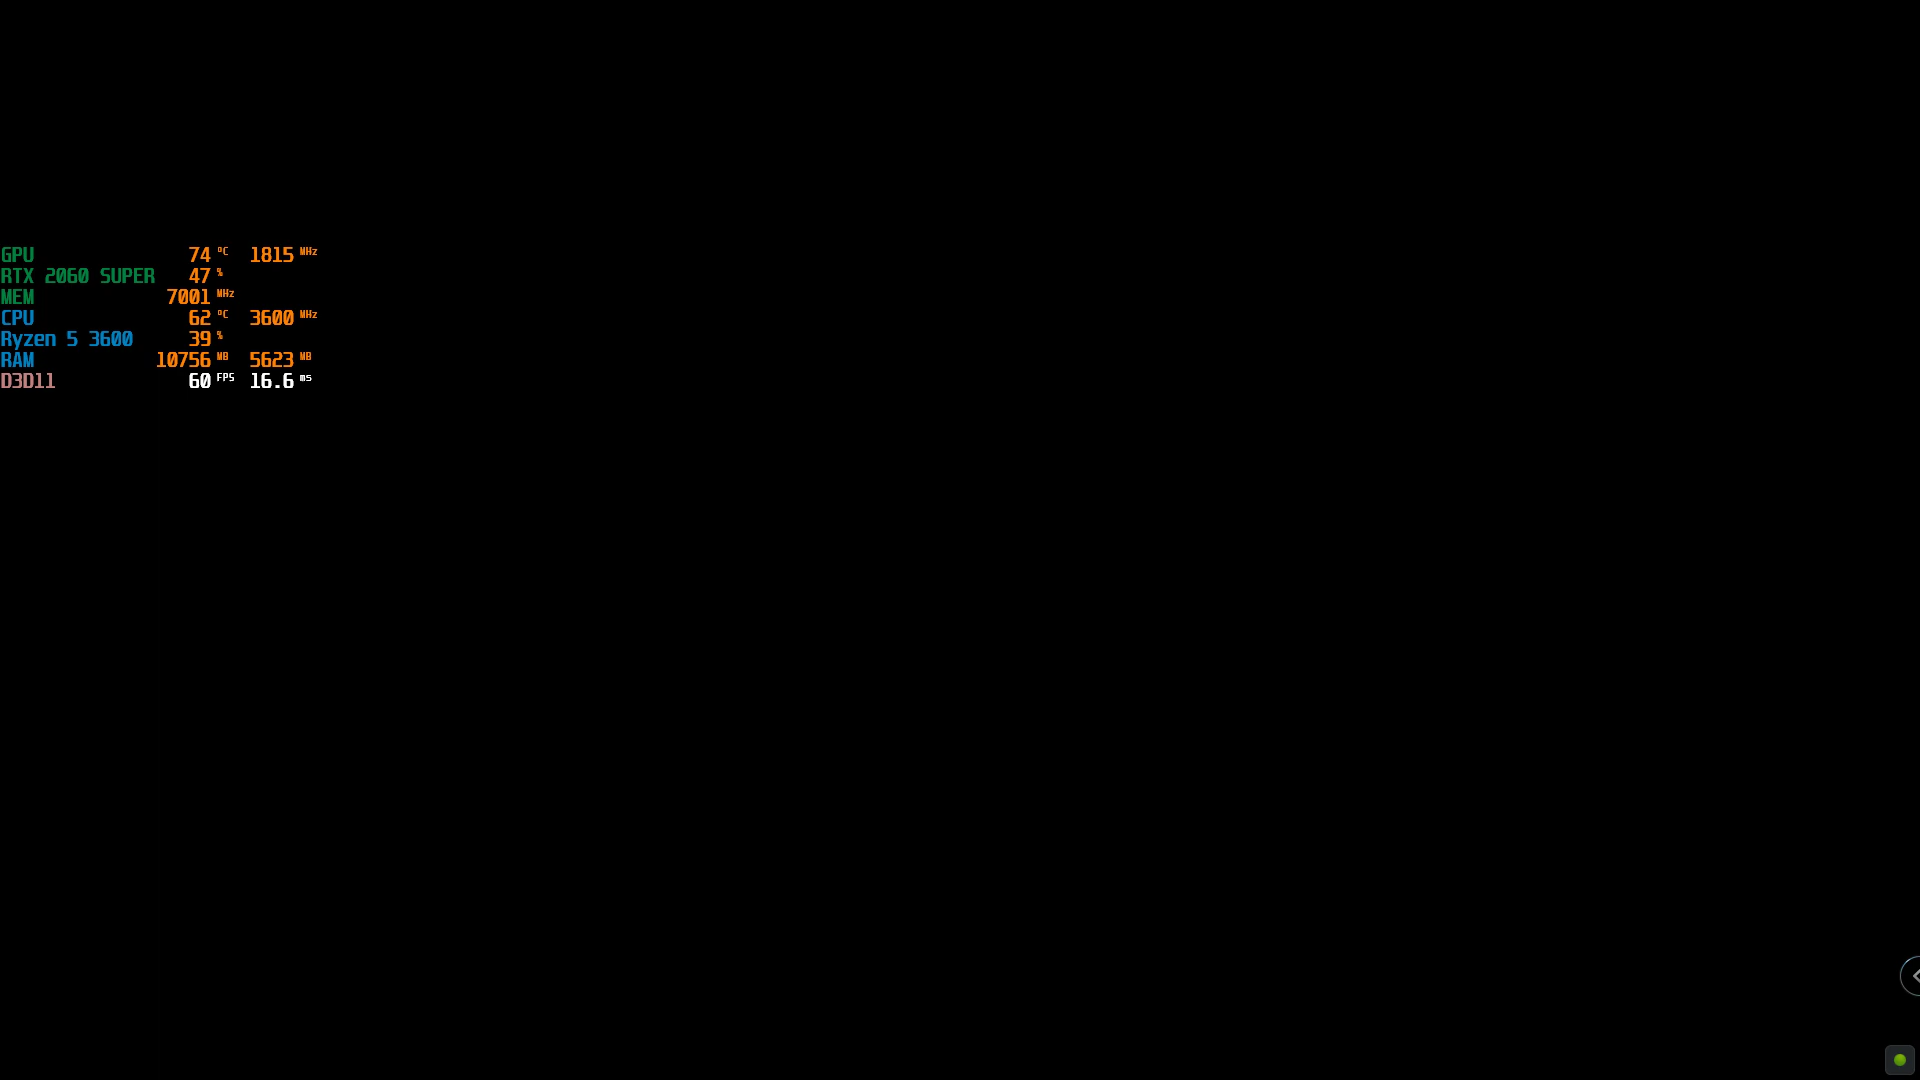 GPU 74 °C 1815 MHz
RTX 2060 SUPER 47 %
MEM 7001 MHz
CPU 62 °C 3600 MHz
Ryzen 5 3600 39 %
RAM 10756 MB 5623 MB
D3D11 60 FPS 16.6 ms